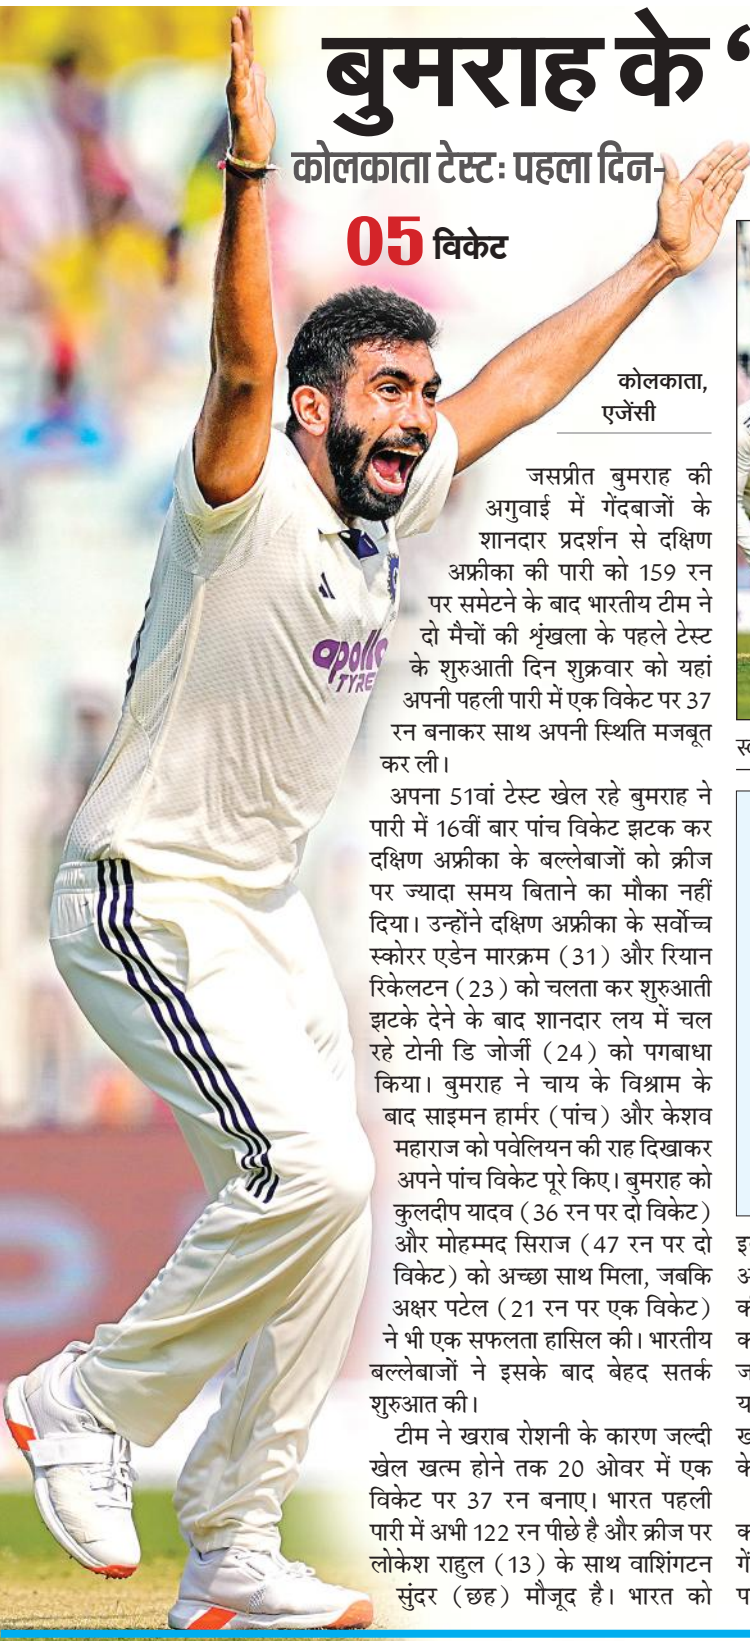 बुमराह के ‘
कोलकाता टेस्ट: पहला दिन-
05 विकेट
कोलकाता,
एजेंसी
जसप्रीत बुमराह की
अगुवाई में गेंदबाजों के
शानदार प्रदर्शन से दक्षिण
अफ्रीका की पारी को 159 रन
पर समेटने के बाद भारतीय टीम ने
दो मैचों की शृंखला के पहले टेस्ट
के शुरुआती दिन शुक्रवार को यहां
अपनी पहली पारी में एक विकेट पर 37
रन बनाकर साथ अपनी स्थिति मजबूत
कर ली।
अपना 51वां टेस्ट खेल रहे बुमराह ने
पारी में 16वीं बार पांच विकेट झटक कर
दक्षिण अफ्रीका के बल्लेबाजों को क्रीज
पर ज्यादा समय बिताने का मौका नहीं
दिया। उन्होंने दक्षिण अफ्रीका के सर्वोच्च
स्कोरर एडेन मारक्रम (31) और रियान
रिकेलटन (23) को चलता कर शुरुआती
झटके देने के बाद शानदार लय में चल
रहे टोनी डि जोर्जी (24) को पगबाधा
किया। बुमराह ने चाय के विश्राम के
बाद साइमन हार्मर (पांच) और केशव
महाराज को पवेलियन की राह दिखाकर
अपने पांच विकेट पूरे किए। बुमराह को
कुलदीप यादव (36 रन पर दो विकेट)
और मोहम्मद सिराज (47 रन पर दो
विकेट) को अच्छा साथ मिला, जबकि
अक्षर पटेल (21 रन पर एक विकेट)
ने भी एक सफलता हासिल की। भारतीय
बल्लेबाजों ने इसके बाद बेहद सतर्क
शुरुआत की।
टीम ने खराब रोशनी के कारण जल्दी
खेल खत्म होने तक 20 ओवर में एक
विकेट पर 37 रन बनाए। भारत पहली
पारी में अभी 122 रन पीछे है और क्रीज पर
लोकेश राहुल (13) के साथ वाशिंगटन
सुंदर (छह) मौजूद है। भारत को
apollo
TYRE